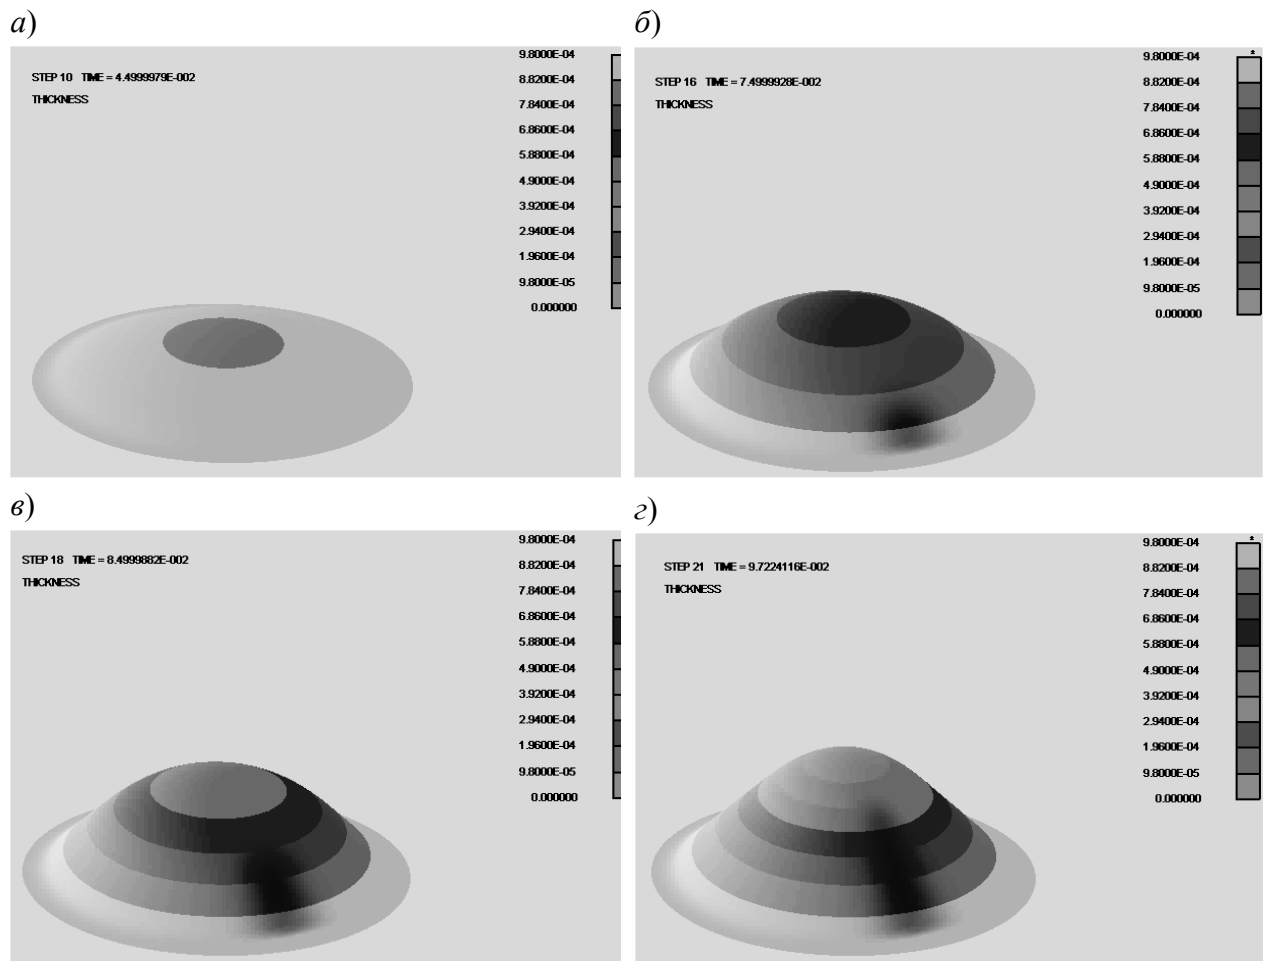 а)
STEP 10 TIME = 4.4999979E-002
THICKNESS
9.8000E-04
8.8200E-04
7.8400E-04
6.8600E-04
5.8800E-04
4.9000E-04
3.9200E-04
2.9400E-04
1.9600E-04
9.8000E-05
0.000000
б)
STEP 16 TIME = 7.4999928E-002
THICKNESS
*
9.8000E-04
8.8200E-04
7.8400E-04
6.8600E-04
5.8800E-04
4.9000E-04
3.9200E-04
2.9400E-04
1.9600E-04
9.8000E-05
0.000000
в)
STEP 18 TIME = 8.4999882E-002
THICKNESS
9.8000E-04
8.8200E-04
7.8400E-04
6.8600E-04
5.8800E-04
4.9000E-04
3.9200E-04
2.9400E-04
1.9600E-04
9.8000E-05
0.000000
г)
STEP 21 TIME = 9.7224116E-002
THICKNESS
*
9.8000E-04
8.8200E-04
7.8400E-04
6.8600E-04
5.8800E-04
4.9000E-04
3.9200E-04
2.9400E-04
1.9600E-04
9.8000E-05
0.000000